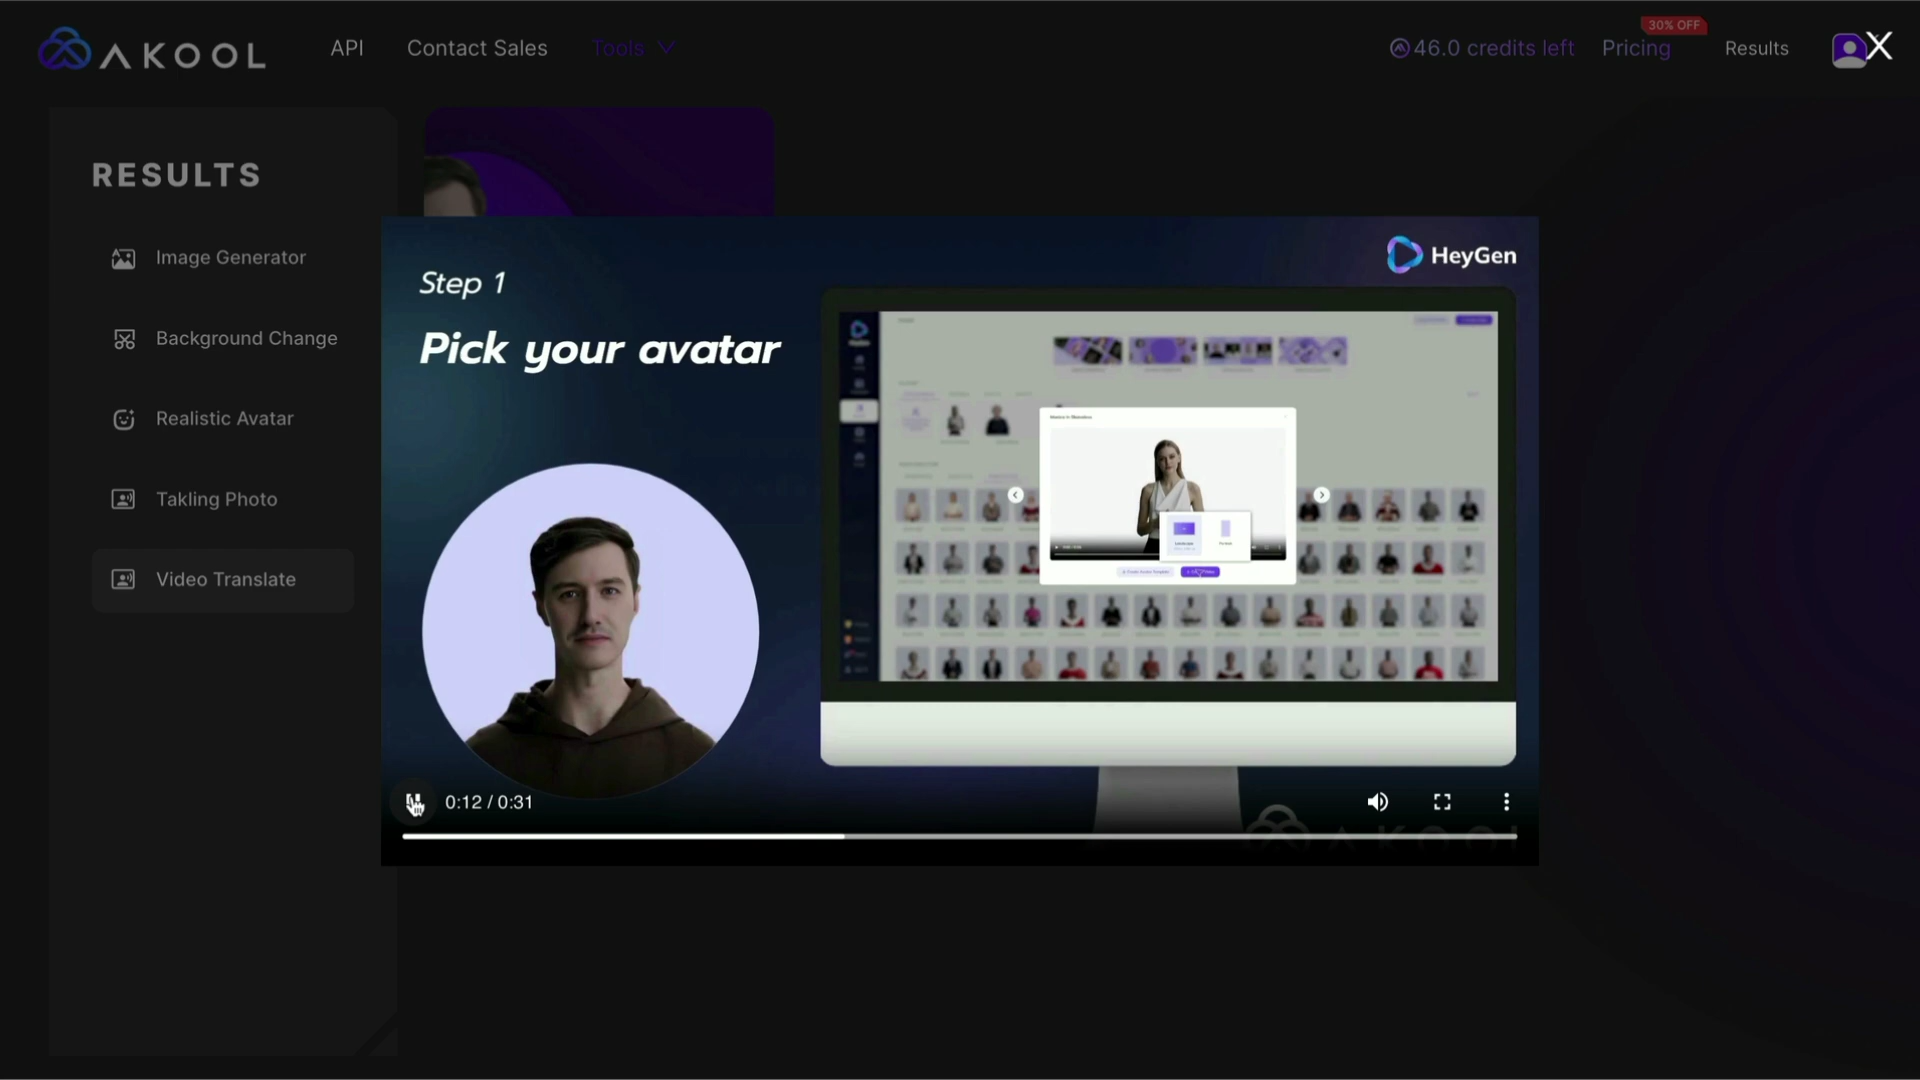 AKOOL
API
Contact Sales
Tools
46.0 credits left
30% OFF
Pricing
Results
X
RESULTS
Image Generator
Background Change
Realistic Avatar
Takling Photo
Video Translate
HeyGen
Step 1
Pick your avatar
0:12 / 0:31
AKOOL